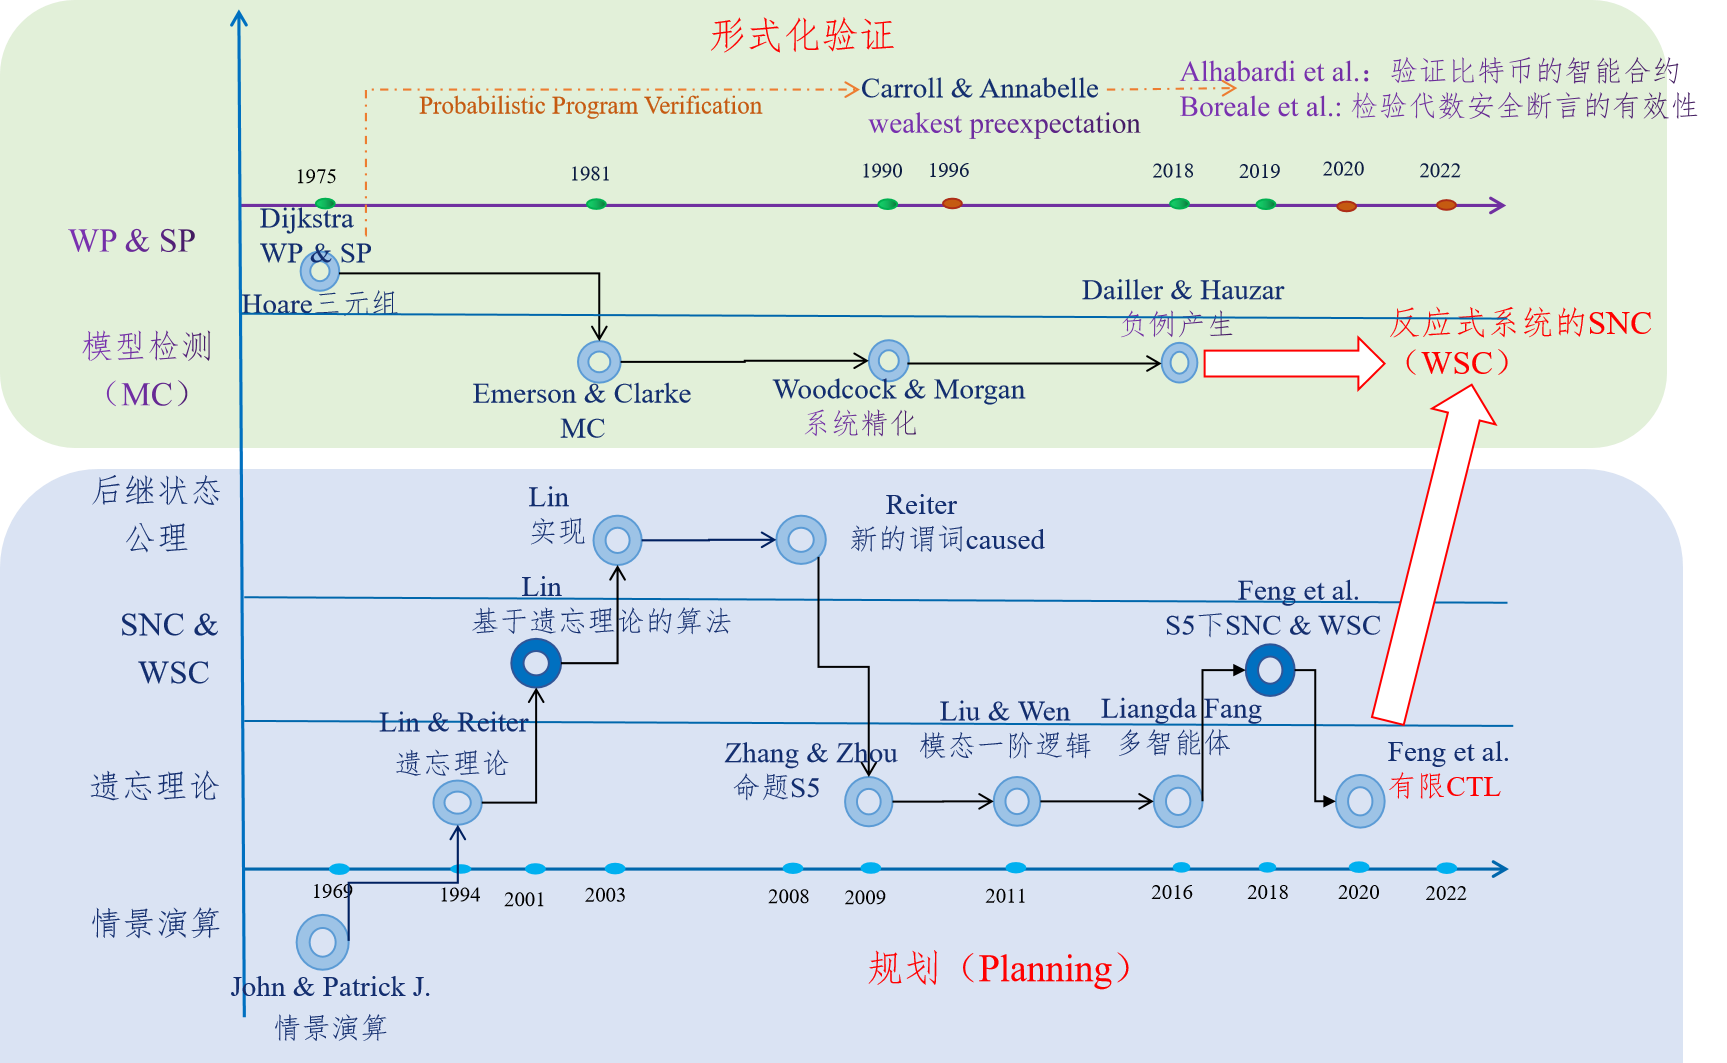 形式化验证
Alhabardi et al.：验证比特币的智能合约
Carroll & Annabelle
Probabilistic Program Verification
Boreale et al.: 检验代数安全断言的有效性
weakest preexpectation
1975
1981
1990
1996
2018
2019
2020
2022
Dijkstra
WP & SP
WP & SP
Hoare三元组
Dailler & Hauzar
负例产生
反应式系统的SNC
（WSC）
模型检测
（MC）
Emerson & Clarke
MC
Woodcock & Morgan
系统精化
后继状态
公理
Lin
实现
Reiter
新的谓词caused
Lin
基于遗忘理论的算法
Feng et al.
S5下SNC & WSC
SNC &
WSC
Lin & Reiter
遗忘理论
Zhang & Zhou
命题S5
Liu & Wen
模态一阶逻辑
Liangda Fang
多智能体
Feng et al.
有限CTL
遗忘理论
1969
1994
2001
2003
2008
2009
2011
2016
2018
2020
2022
情景演算
规划（Planning）
John & Patrick J.
情景演算